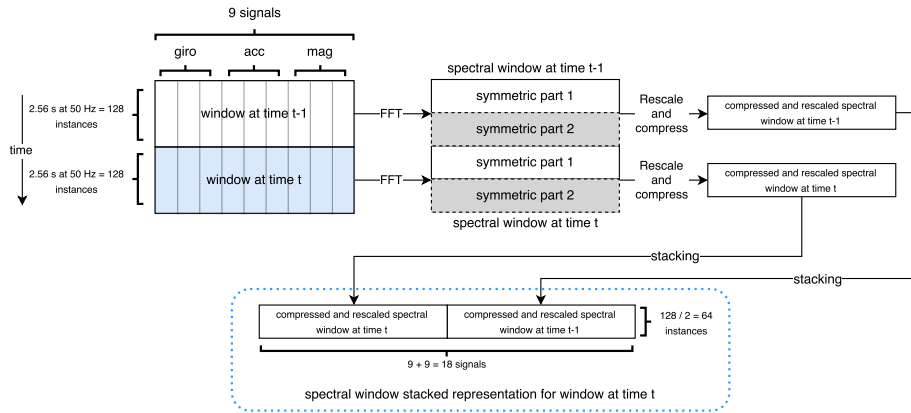 9 signals
giro
acc
mag
2.56 s at 50 Hz = 128
instances
window at time t-1
FFT
spectral window at time t-1
symmetric part 1
symmetric part 2
Rescale
and
compress
compressed and rescaled spectral
window at time t-1
time
2.56 s at 50 Hz = 128
instances
window at time t
FFT
symmetric part 1
symmetric part 2
spectral window at time t
Rescale
and
compress
compressed and rescaled spectral
window at time t
stacking
stacking
compressed and rescaled spectral
window at time t
compressed and rescaled spectral
window at time t-1
128 / 2 = 64
instances
9 + 9 = 18 signals
spectral window stacked representation for window at time t